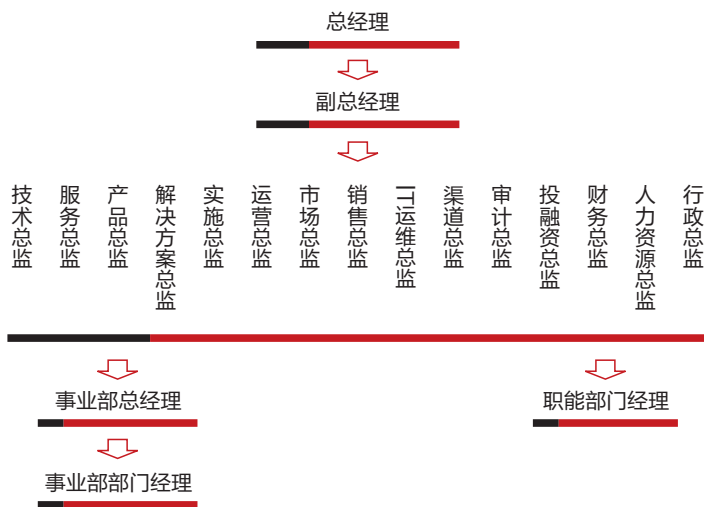 总经理
副总经理
技术总监
服务总监
产品总监
解决方案总监
实施总监
运营总监
市场总监
销售总监
IT运维总监
渠道总监
审计总监
投融资总监
财务总监
人力资源总监
行政总监
事业部总经理
职能部门经理
事业部部门经理